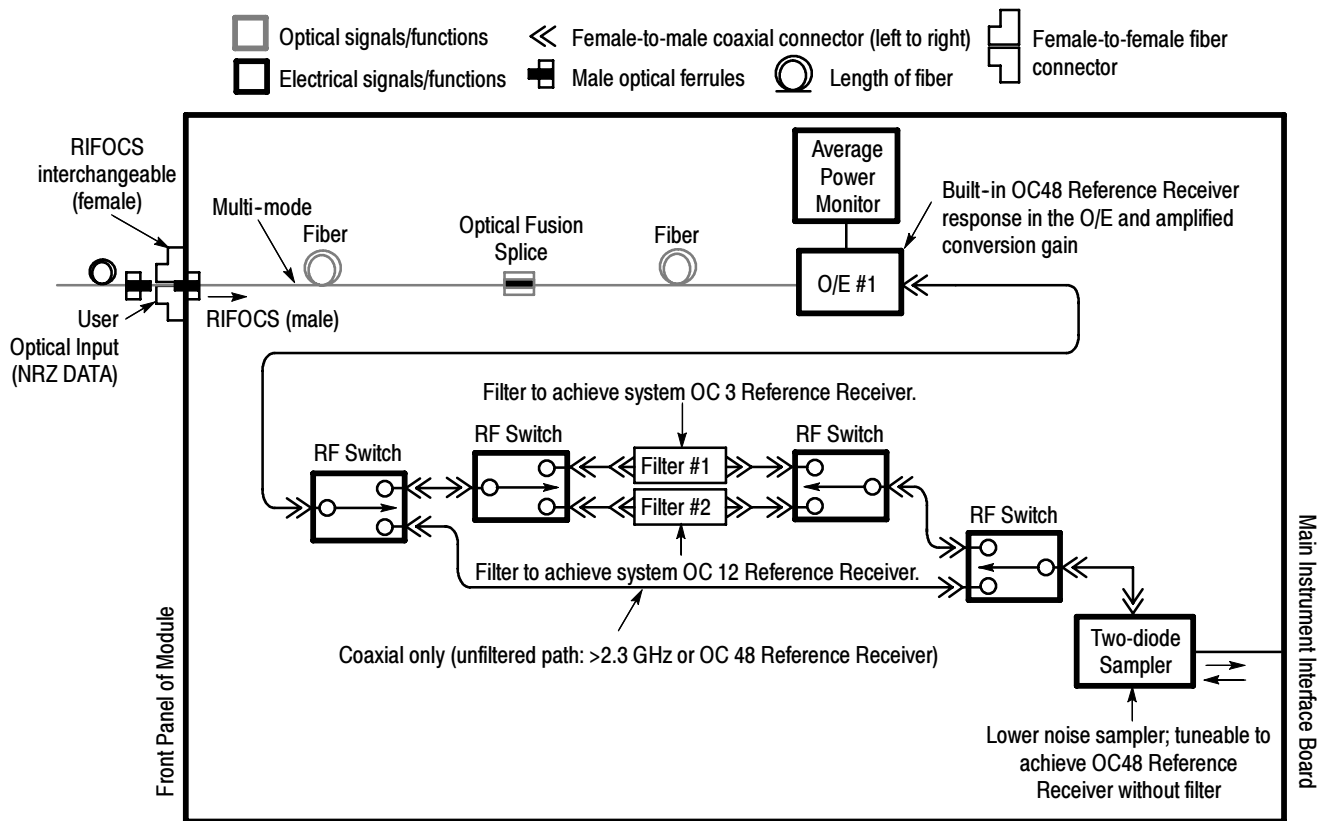 Optical signals/functions
Female-to-male coaxial connector (left to right)
Female-to-female fiber
connector
Electrical signals/functions
Male optical ferrules
Length of fiber
RIFOCS
interchangeable
(female)
Multi-mode
Fiber
Optical Fusion
Splice
Fiber
Average
Power
Monitor
Built-in OC48 Reference Receiver
response in the O/E and amplified
conversion gain
O/E #1
User
Optical Input
(NRZ DATA)
RIFOCS (male)
Filter to achieve system OC 3 Reference Receiver.
RF Switch
RF Switch
RF Switch
Filter #1
Filter #2
RF Switch
Filter to achieve system OC 12 Reference Receiver.
Coaxial only (unfiltered path: >2.3 GHz or OC 48 Reference Receiver)
Two-diode
Sampler
Lower noise sampler; tuneable to
achieve OC48 Reference
Receiver without filter
Front Panel of Module
Main Instrument Interface Board